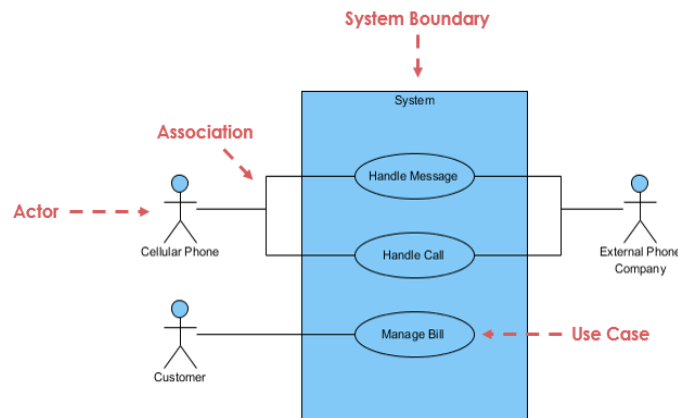 System Boundary
System
Association
Handle Message
Actor
Cellular Phone
Handle Call
External Phone
Company
Manage Bill
Use Case
Customer